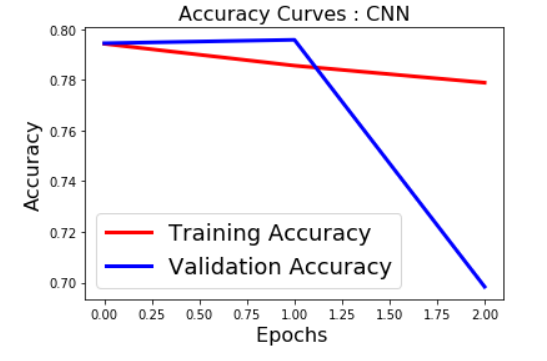 Accuracy Curves : CNN
Accuracy
0.80
0.78
0.76
0.74
0.72
0.70
Training Accuracy
Validation Accuracy
0.00 0.25 0.50 0.75 1.00 1.25 1.50 1.75 2.00
Epochs